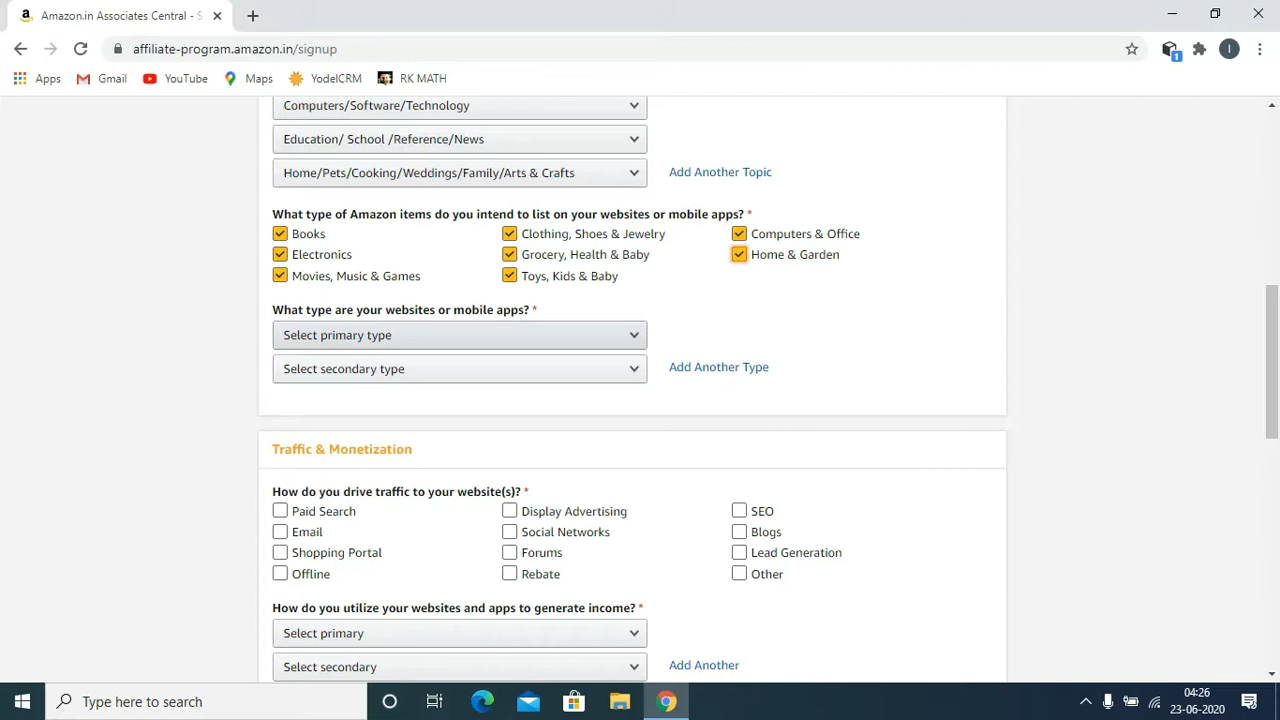 Amazon.in Associates Central - S
affiliate-program.amazon.in/signup
Apps Gmail YouTube Maps YodelCRM RK MATH
Computers/Software/Technology
Education/ School /Reference/News
Home/Pets/Cooking/Weddings/Family/Arts & Crafts Add Another Topic
What type of Amazon items do you intend to list on your websites or mobile apps? *
Books Clothing, Shoes & Jewelry Computers & Office
Electronics Grocery, Health & Baby Home & Garden
Movies, Music & Games Toys, Kids & Baby
What type are your websites or mobile apps? *
Select primary type
Select secondary type Add Another Type
Traffic & Monetization
How do you drive traffic to your website(s)? *
Paid Search Display Advertising SEO
Email Social Networks Blogs
Shopping Portal Forums Lead Generation
Offline Rebate Other
How do you utilize your websites and apps to generate income? *
Select primary
Select secondary Add Another
Type here to search
04:26
23-06-2020